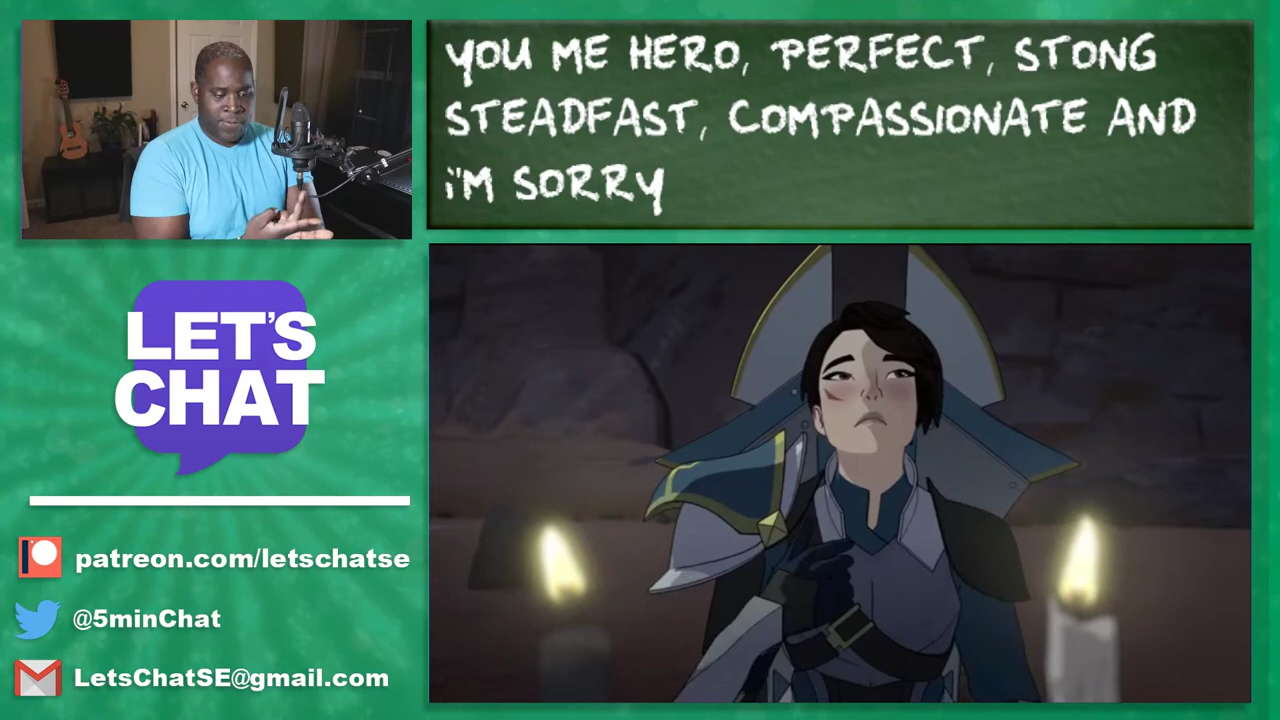 YOU ME HERO, PERFECT, STONG
STEADFAST, COMPASSIONATE AND
i"M SORRY
LET'S
CHAT
patreon.com/letschatse
@5minChat
LetsChatSE@gmail.com